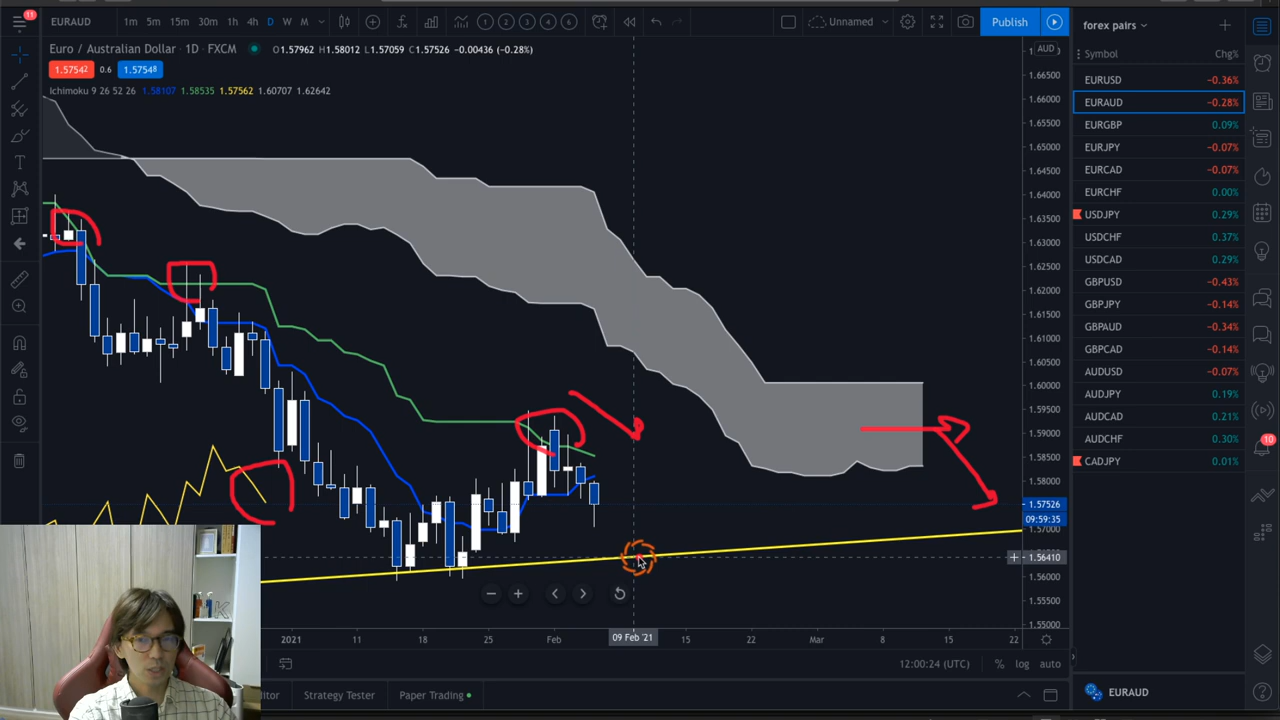 11
EURAUD 1m 5m 15m 30m 1h 4h D W M 1 2 3 4 6 Unnamed Publish
Euro / Australian Dollar · 1D · FXCM O1.57962 H1.58012 L1.57059 C1.57526 −0.00436 (−0.28%)
1.57542 0.6 1.57548
Ichimoku 9 26 52 26 1.58107 1.58535 1.57562 1.60707 1.62642
AUD
1.66500
1.66000
1.65500
1.65000
1.64500
1.64000
1.63500
1.63000
1.62500
1.62000
1.61500
1.61000
1.60500
1.60000
1.59500
1.59000
1.58500
1.58000
1.57526
09:59:35
1.57000
1.56410
1.56000
1.55500
1.55000
2021 11 18 25 Feb 09 Feb '21 15 22 Mar 8 15 22
12:00:24 (UTC) % log auto
Strategy Tester Paper Trading
forex pairs
Symbol Chg%
EURUSD −0.36%
EURAUD −0.28%
EURGBP 0.09%
EURJPY −0.07%
EURCAD −0.07%
EURCHF 0.00%
USDJPY 0.29%
USDCHF 0.37%
USDCAD 0.29%
GBPUSD −0.43%
GBPJPY −0.14%
GBPAUD −0.34%
GBPCAD −0.14%
AUDUSD −0.07%
AUDJPY 0.19%
AUDCAD 0.21%
AUDCHF 0.30%
CADJPY 0.01%
10
EURAUD